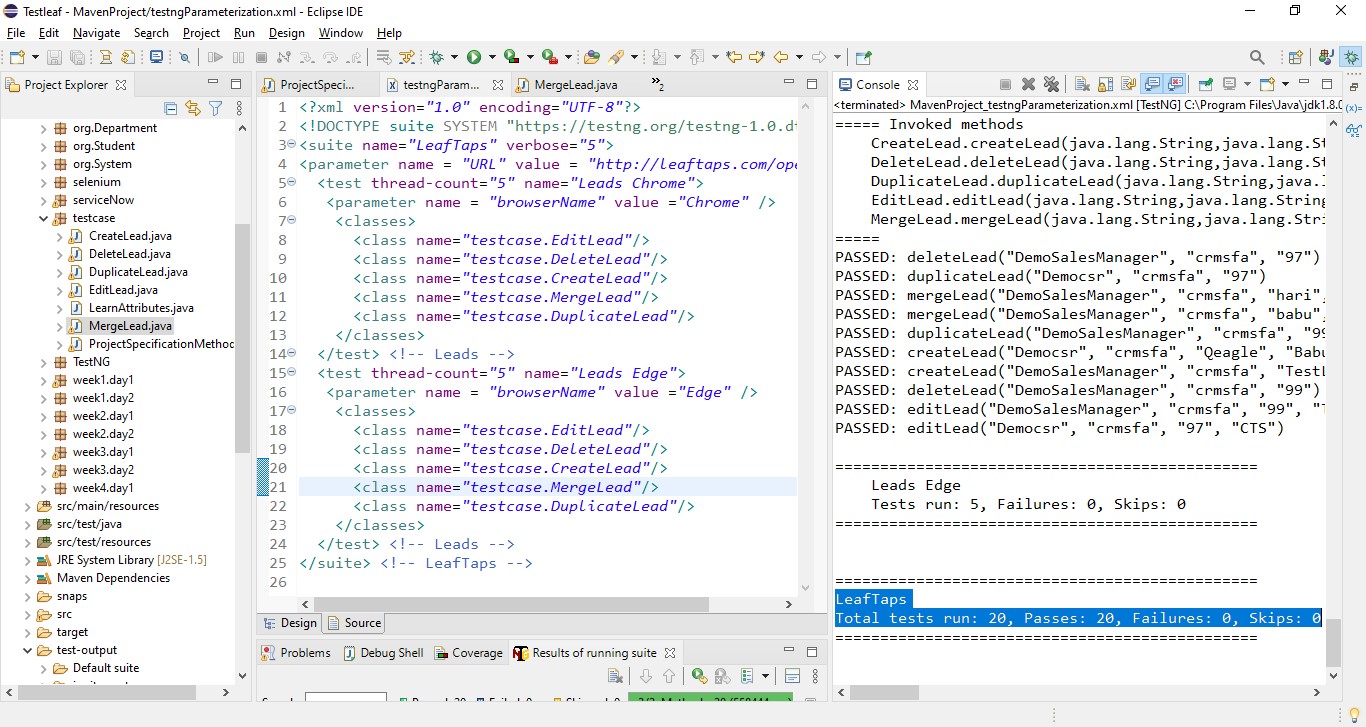 Testleaf - MavenProject/testngParameterization.xml - Eclipse IDE
File Edit Navigate Search Project Run Design Window Help
Project Explorer
org.Department
org.Student
org.System
selenium
serviceNow
testcase
CreateLead.java
DeleteLead.java
DuplicateLead.java
EditLead.java
LearnAttributes.java
MergeLead.java
ProjectSpecificationMethod
TestNG
week1.day1
week1.day2
week2.day1
week2.day2
week3.day1
week3.day2
week4.day1
src/main/resources
src/test/java
src/test/resources
JRE System Library [J2SE-1.5]
Maven Dependencies
snaps
src
target
test-output
Default suite
ProjectSpeci... testngParam... MergeLead.java »2
1 <?xml version="1.0" encoding="UTF-8"?>
2 <!DOCTYPE suite SYSTEM "https://testng.org/testng-1.0.d
3 <suite name="LeafTaps" verbose="5">
4 <parameter name = "URL" value = "http://leaftaps.com/ope
5 <test thread-count="5" name="Leads Chrome">
6 <parameter name = "browserName" value ="Chrome" />
7 <classes>
8 <class name="testcase.EditLead"/>
9 <class name="testcase.DeleteLead"/>
10 <class name="testcase.CreateLead"/>
11 <class name="testcase.MergeLead"/>
12 <class name="testcase.DuplicateLead"/>
13 </classes>
14 </test> <!-- Leads -->
15 <test thread-count="5" name="Leads Edge">
16 <parameter name = "browserName" value ="Edge" />
17 <classes>
18 <class name="testcase.EditLead"/>
19 <class name="testcase.DeleteLead"/>
20 <class name="testcase.CreateLead"/>
21 <class name="testcase.MergeLead"/>
22 <class name="testcase.DuplicateLead"/>
23 </classes>
24 </test> <!-- Leads -->
25 </suite> <!-- LeafTaps -->
26
Design Source
Problems Debug Shell Coverage Results of running suite
Console
<terminated> MavenProject_testngParameterization.xml [TestNG] C:\Program Files\Java\jdk1.8.0
===== Invoked methods
CreateLead.createLead(java.lang.String,java.lang.St
DeleteLead.deleteLead(java.lang.String,java.lang.St
DuplicateLead.duplicateLead(java.lang.String,java.l
EditLead.editLead(java.lang.String,java.lang.String
MergeLead.mergeLead(java.lang.String,java.lang.Stri
=====
PASSED: deleteLead("DemoSalesManager", "crmsfa", "97")
PASSED: duplicateLead("Democsr", "crmsfa", "97")
PASSED: mergeLead("DemoSalesManager", "crmsfa", "hari",
PASSED: mergeLead("DemoSalesManager", "crmsfa", "babu",
PASSED: duplicateLead("DemoSalesManager", "crmsfa", "99
PASSED: createLead("Democsr", "crmsfa", "Qeagle", "Babu
PASSED: createLead("DemoSalesManager", "crmsfa", "TestL
PASSED: deleteLead("DemoSalesManager", "crmsfa", "99")
PASSED: editLead("DemoSalesManager", "crmsfa", "99", "T
PASSED: editLead("Democsr", "crmsfa", "97", "CTS")
===============================================
Leads Edge
Tests run: 5, Failures: 0, Skips: 0
===============================================
===============================================
LeafTaps
Total tests run: 20, Passes: 20, Failures: 0, Skips: 0
===============================================